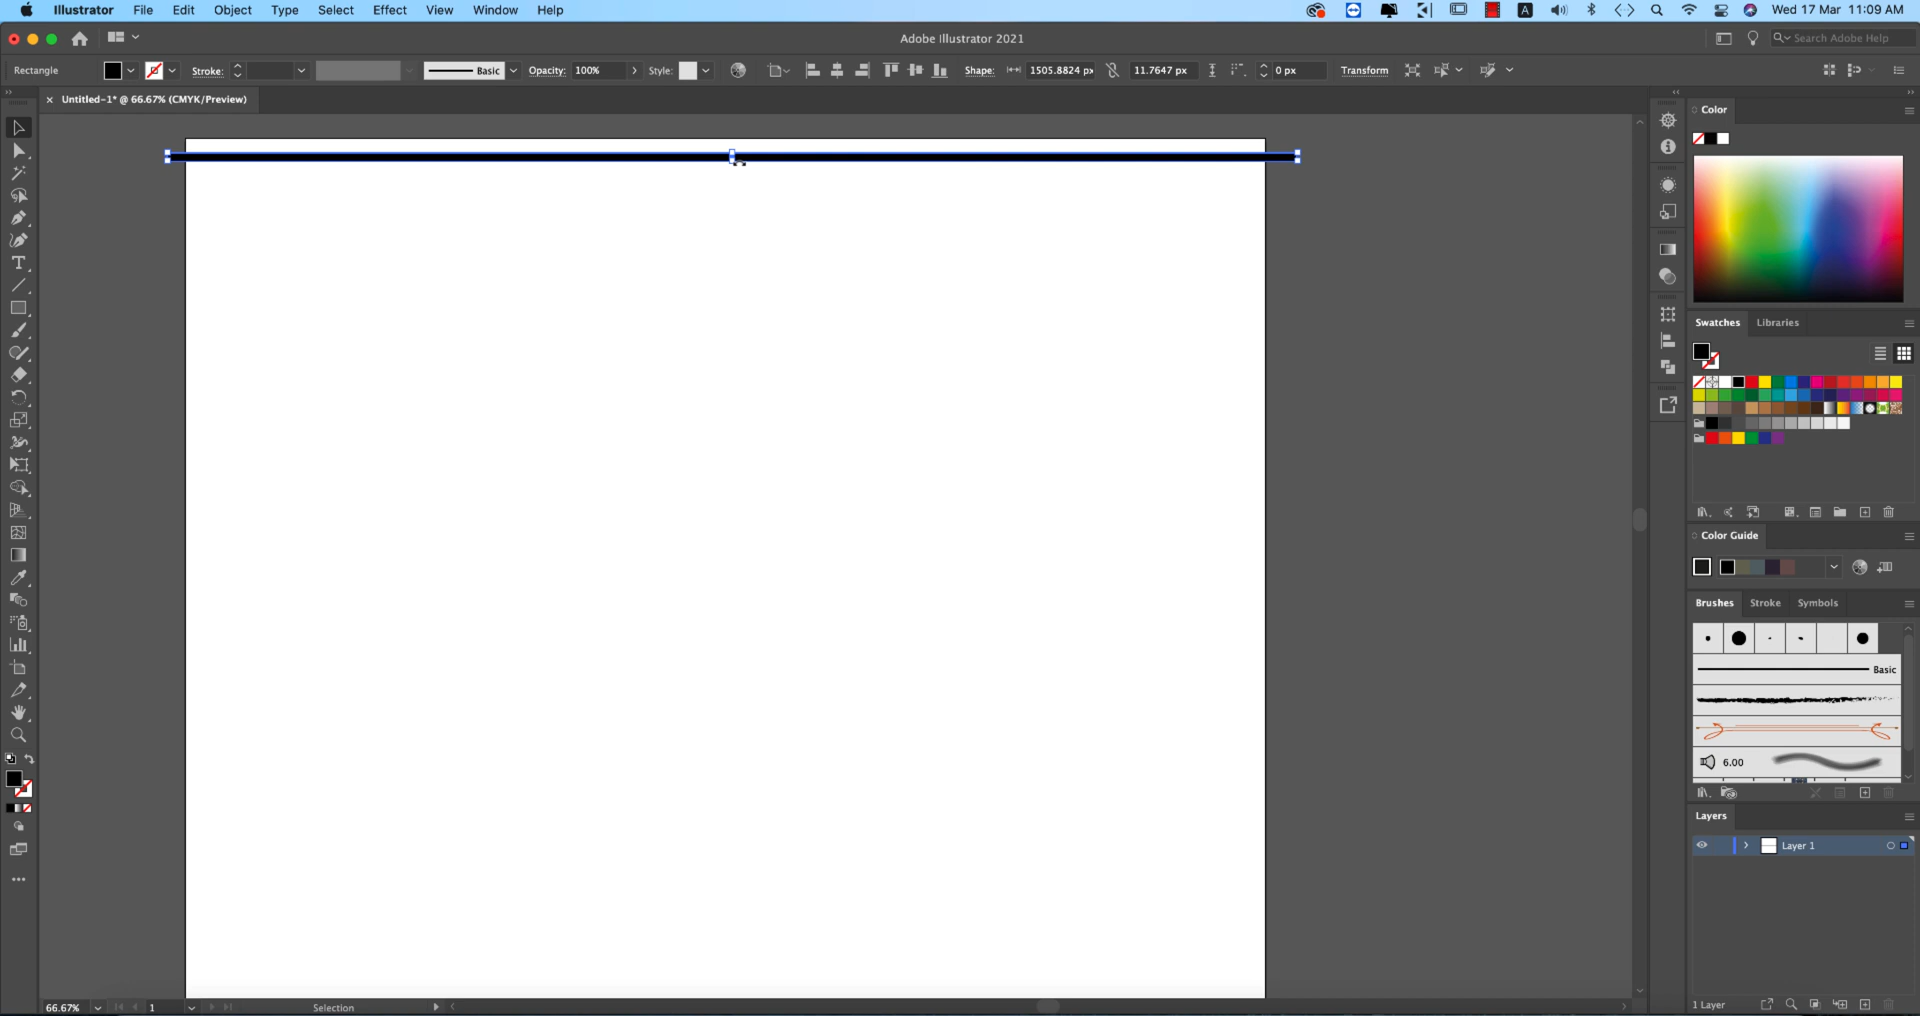 Illustrator File Edit Object Type Select Effect View Window Help A Wed 17 Mar 11:09 AM
Adobe Illustrator 2021 Search Adobe Help
Rectangle Stroke: Basic Opacity: 100% Style: Shape: 1505.8824 px 11.7647 px 0 px Transform
Untitled-1* @ 66.67% (CMYK/Preview)
Color
Swatches Libraries
Color Guide
Brushes Stroke Symbols
Basic
6.00
Layers
Layer 1
66.67% 1 Selection 1 Layer